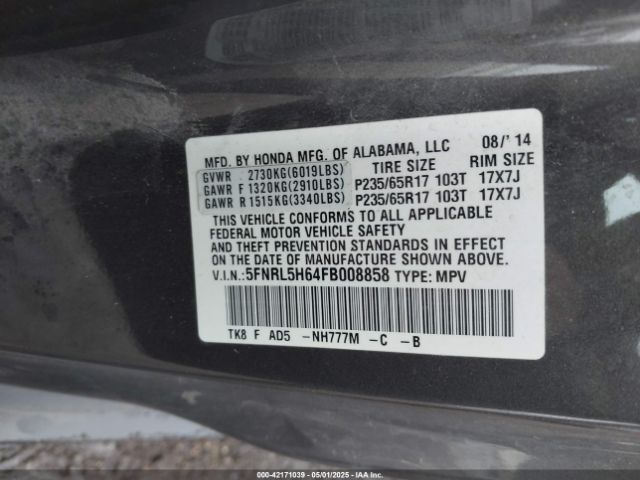 MFD. BY HONDA MFG. OF ALABAMA, LLC 08/' 14
GVWR 2730KG(6019LBS) TIRE SIZE RIM SIZE
GAWR F 1320KG(2910LBS) P235/65R17 103T 17X7J
GAWR R 1515KG(3340LBS) P235/65R17 103T 17X7J
THIS VEHICLE CONFORMS TO ALL APPLICABLE
FEDERAL MOTOR VEHICLE SAFETY
AND THEFT PREVENTION STANDARDS IN EFFECT
ON THE DATE OF MANUFACTURE SHOWN ABOVE.
V.I.N.: 5FNRL5H64FB008858 TYPE: MPV
TK8 F AD5 -NH777M -C -B
000-42171039 - 05/01/2025 - IAA Inc.